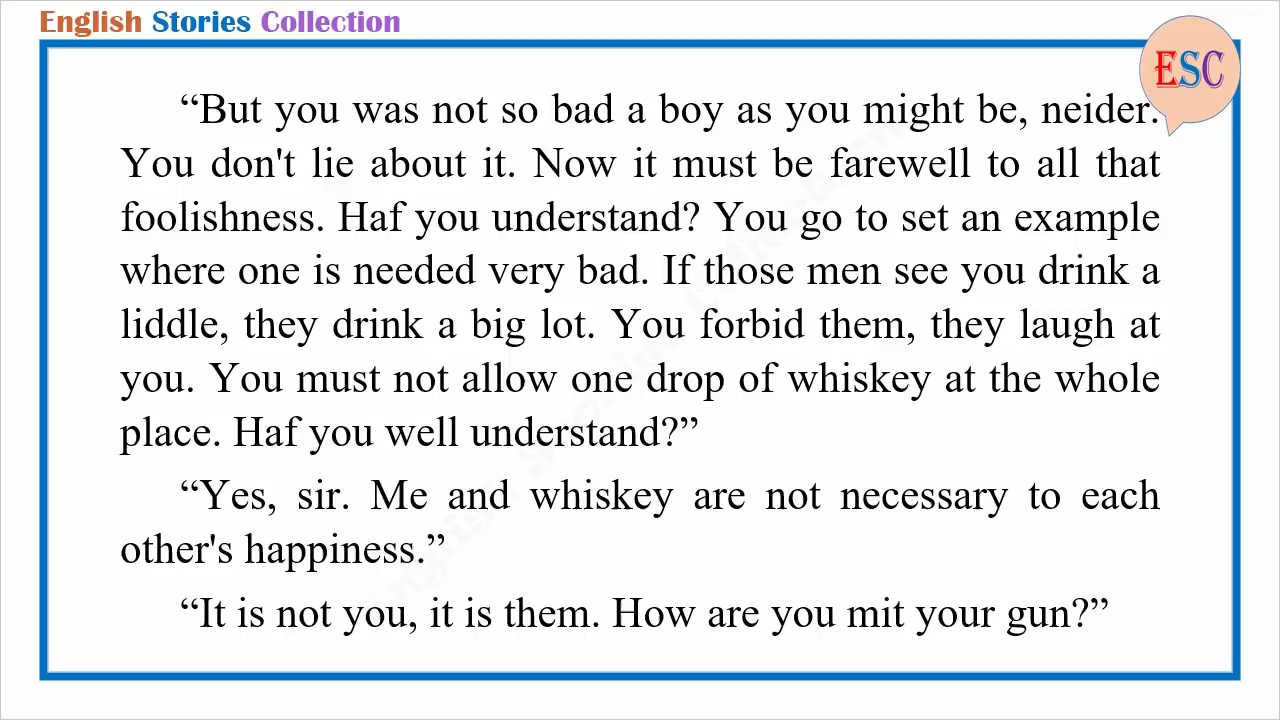 English Stories Collection
ESC
“But you was not so bad a boy as you might be, neider.
You don't lie about it. Now it must be farewell to all that
foolishness. Haf you understand? You go to set an example
where one is needed very bad. If those men see you drink a
liddle, they drink a big lot. You forbid them, they laugh at
you. You must not allow one drop of whiskey at the whole
place. Haf you well understand?”
“Yes, sir. Me and whiskey are not necessary to each
other's happiness.”
“It is not you, it is them. How are you mit your gun?”